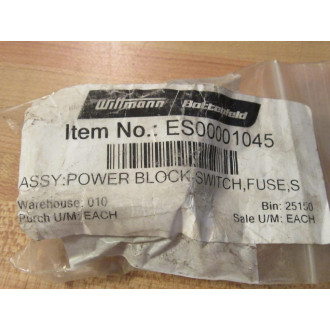 Wittmann Battenfeld
Item No.: ES00001045
ASSY:POWER BLOCK-SWITCH,FUSE,S
Warehouse: 010 Bin: 25150
Purch U/M: EACH Sale U/M: EACH